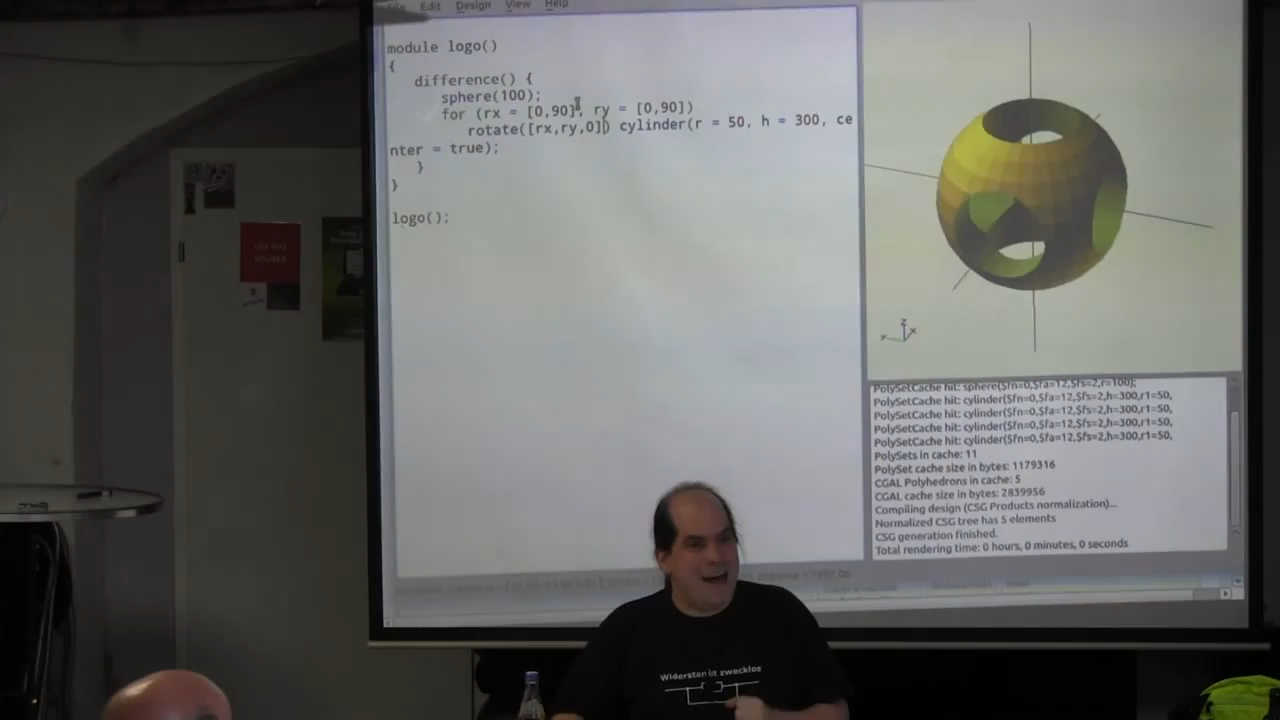 File Edit Design View Help
module logo()
{
difference() {
sphere(100);
for (rx = [0,90], ry = [0,90])
rotate([rx,ry,0]) cylinder(r = 50, h = 300, ce
nter = true);
}
}
logo();
Z
X
Y
PolySetCache hit: sphere($fn=0,$fa=12,$fs=2,r=100);
PolySetCache hit: cylinder($fn=0,$fa=12,$fs=2,h=300,r1=50,
PolySetCache hit: cylinder($fn=0,$fa=12,$fs=2,h=300,r1=50,
PolySetCache hit: cylinder($fn=0,$fa=12,$fs=2,h=300,r1=50,
PolySetCache hit: cylinder($fn=0,$fa=12,$fs=2,h=300,r1=50,
PolySets in cache: 11
PolySet cache size in bytes: 1179316
CGAL Polyhedrons in cache: 5
CGAL cache size in bytes: 2839956
Compiling design (CSG Products normalization)...
Normalized CSG tree has 5 elements
CSG generation finished.
Total rendering time: 0 hours, 0 minutes, 0 seconds
USE THE
SOURCE
Widerstan ist zwecklos